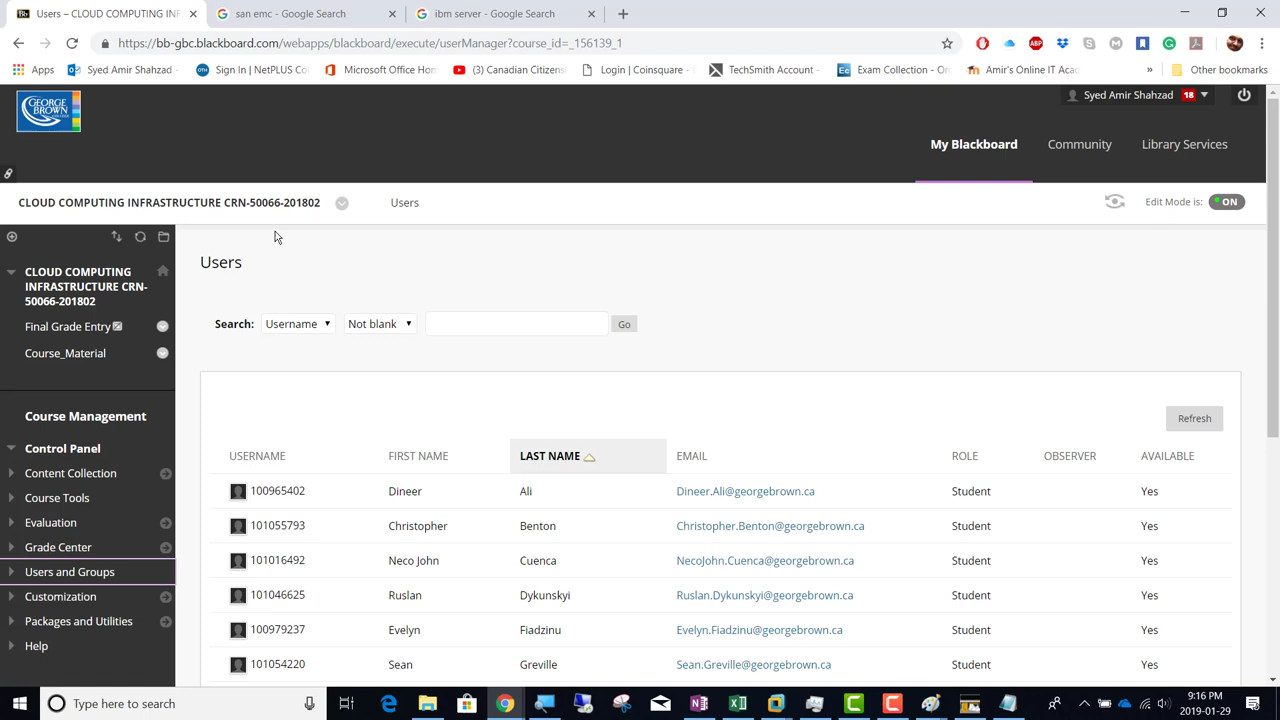 Users – CLOUD COMPUTING INFRAS
san emc - Google Search
ibm server - Google Search
https://bb-gbc.blackboard.com/webapps/blackboard/execute/userManager?course_id=_156139_1
Apps
Syed Amir Shahzad -
Sign In | NetPLUS Co
Microsoft Office Hom
(3) Canadian Citizens
Login | Coinsquare -
TechSmith Account -
Exam Collection - Or
Amir's Online IT Aca
Other bookmarks
GEORGE BROWN COLLEGE
Syed Amir Shahzad 18
My Blackboard
Community
Library Services
CLOUD COMPUTING INFRASTRUCTURE CRN-50066-201802
Users
Edit Mode is: ON
CLOUD COMPUTING
INFRASTRUCTURE CRN-
50066-201802
Final Grade Entry
Course_Material
Course Management
Control Panel
Content Collection
Course Tools
Evaluation
Grade Center
Users and Groups
Customization
Packages and Utilities
Help
Users
Search: Username Not blank Go
Refresh
USERNAME FIRST NAME LAST NAME EMAIL ROLE OBSERVER AVAILABLE
100965402 Dineer Ali Dineer.Ali@georgebrown.ca Student Yes
101055793 Christopher Benton Christopher.Benton@georgebrown.ca Student Yes
101016492 Neco John Cuenca NecoJohn.Cuenca@georgebrown.ca Student Yes
101046625 Ruslan Dykunskyi Ruslan.Dykunskyi@georgebrown.ca Student Yes
100979237 Evelyn Fiadzinu Evelyn.Fiadzinu@georgebrown.ca Student Yes
101054220 Sean Greville Sean.Greville@georgebrown.ca Student Yes
Type here to search
9:16 PM
2019-01-29